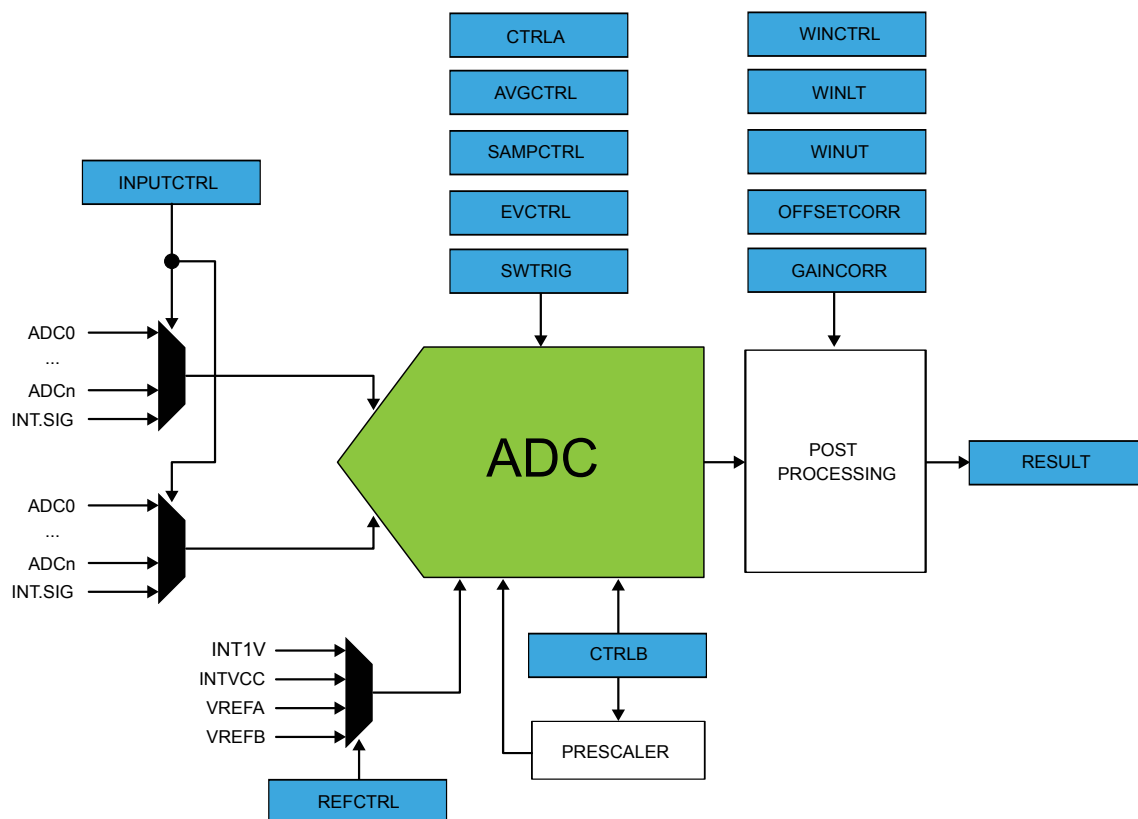 CTRLA
WINCTRL
AVGCTRL
WINLT
SAMPCTRL
WINUT
INPUTCTRL
EVCTRL
OFFSETCORR
SWTRIG
GAINCORR
ADC0
...
ADCn
INT.SIG
ADC
POST
PROCESSING
RESULT
ADC0
...
ADCn
INT.SIG
INT1V
INTVCC
VREFA
VREFB
CTRLB
PRESCALER
REFCTRL